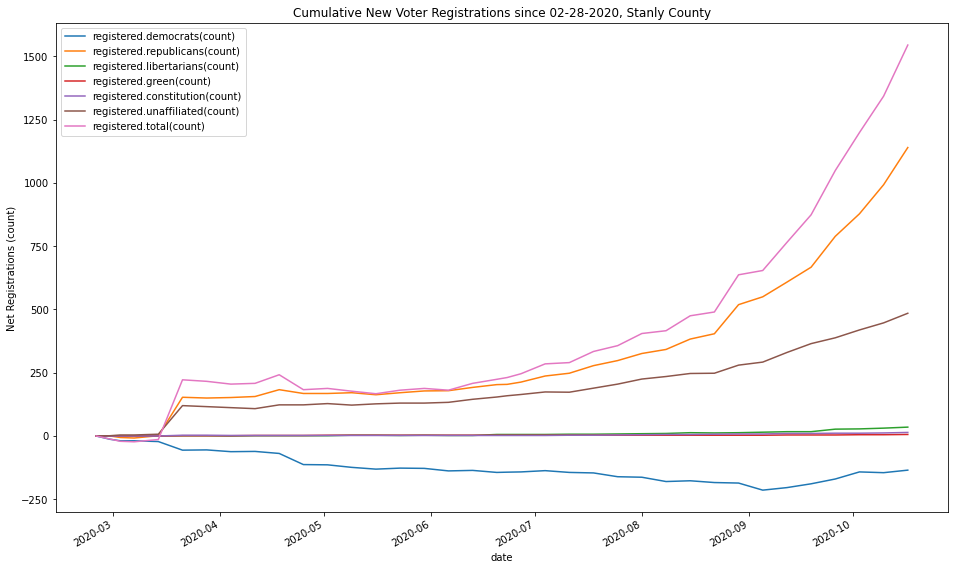 Cumulative New Voter Registrations since 02-28-2020, Stanly County
registered.democrats(count)
registered.republicans(count)
registered.libertarians(count)
registered.green(count)
registered.constitution(count)
registered.unaffiliated(count)
registered.total(count)
Net Registrations (count)
1500
1250
1000
750
500
250
0
−250
2020-03
2020-04
2020-05
2020-06
2020-07
2020-08
2020-09
2020-10
date